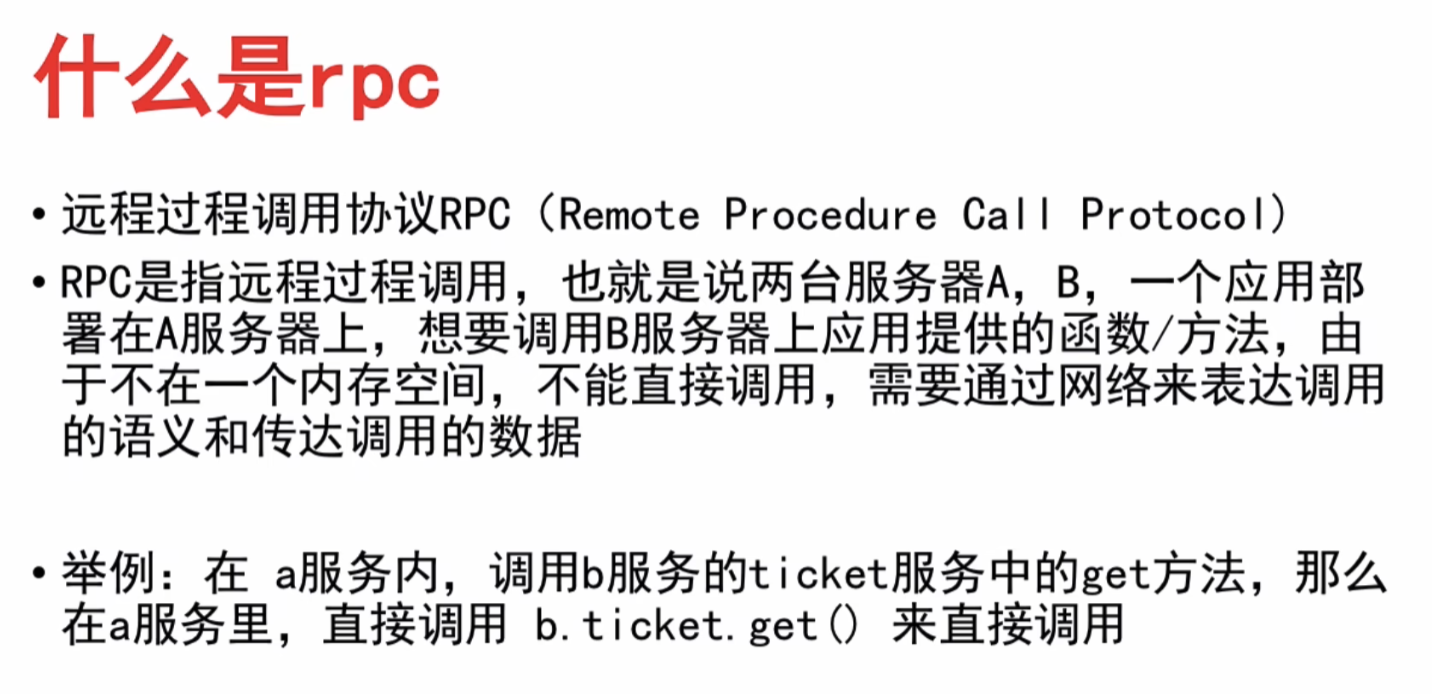 什么是rpc
• 远程过程调用协议RPC（Remote Procedure Call Protocol）
• RPC是指远程过程调用，也就是说两台服务器A，B，一个应用部
署在A服务器上，想要调用B服务器上应用提供的函数/方法，由
于不在一个内存空间，不能直接调用，需要通过网络来表达调用
的语义和传达调用的数据
• 举例：在 a服务内，调用b服务的ticket服务中的get方法，那么
在a服务里，直接调用 b.ticket.get() 来直接调用